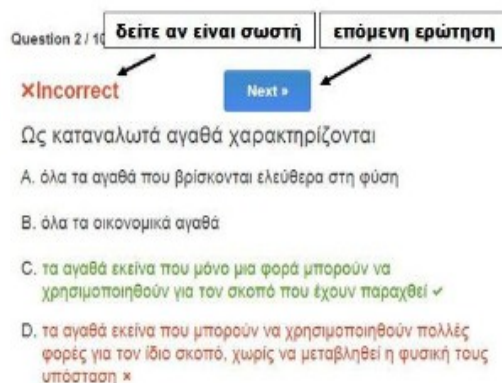 Question 2 / 10
δείτε αν είναι σωστή
επόμενη ερώτηση
×Incorrect
Next »
Ως καταναλωτά αγαθά χαρακτηρίζονται
A. όλα τα αγαθά που βρίσκονται ελεύθερα στη φύση
B. όλα τα οικονομικά αγαθά
C. τα αγαθά εκείνα που μόνο μια φορά μπορούν να
χρησιμοποιηθούν για τον σκοπό που έχουν παραχθεί ✓
D. τα αγαθά εκείνα που μπορούν να χρησιμοποιηθούν πολλές
φορές για τον ίδιο σκοπό, χωρίς να μεταβληθεί η φυσική τους
υπόσταση ×